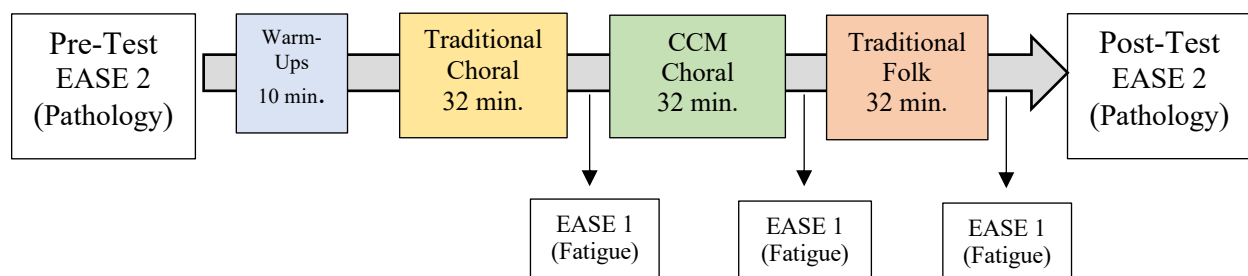 Pre-Test
EASE 2
(Pathology)
Warm-
Ups
10 min.
Traditional
Choral
32 min.
CCM
Choral
32 min.
Traditional
Folk
32 min.
Post-Test
EASE 2
(Pathology)
EASE 1
(Fatigue)
EASE 1
(Fatigue)
EASE 1
(Fatigue)